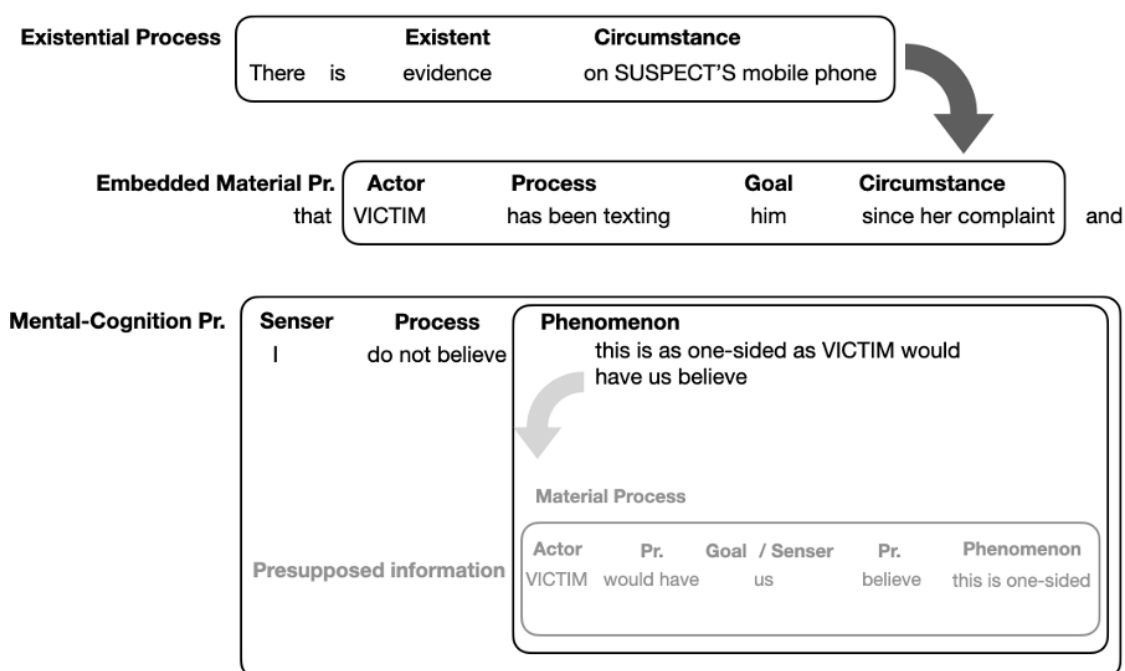 Existential Process Existent Circumstance
There is evidence on SUSPECT'S mobile phone
Embedded Material Pr. Actor Process Goal Circumstance
that VICTIM has been texting him since her complaint and
Mental-Cognition Pr. Senser Process Phenomenon
I do not believe this is as one-sided as VICTIM would
have us believe
Material Process
Actor Pr. Goal / Senser Pr. Phenomenon
Presupposed information VICTIM would have us believe this is one-sided